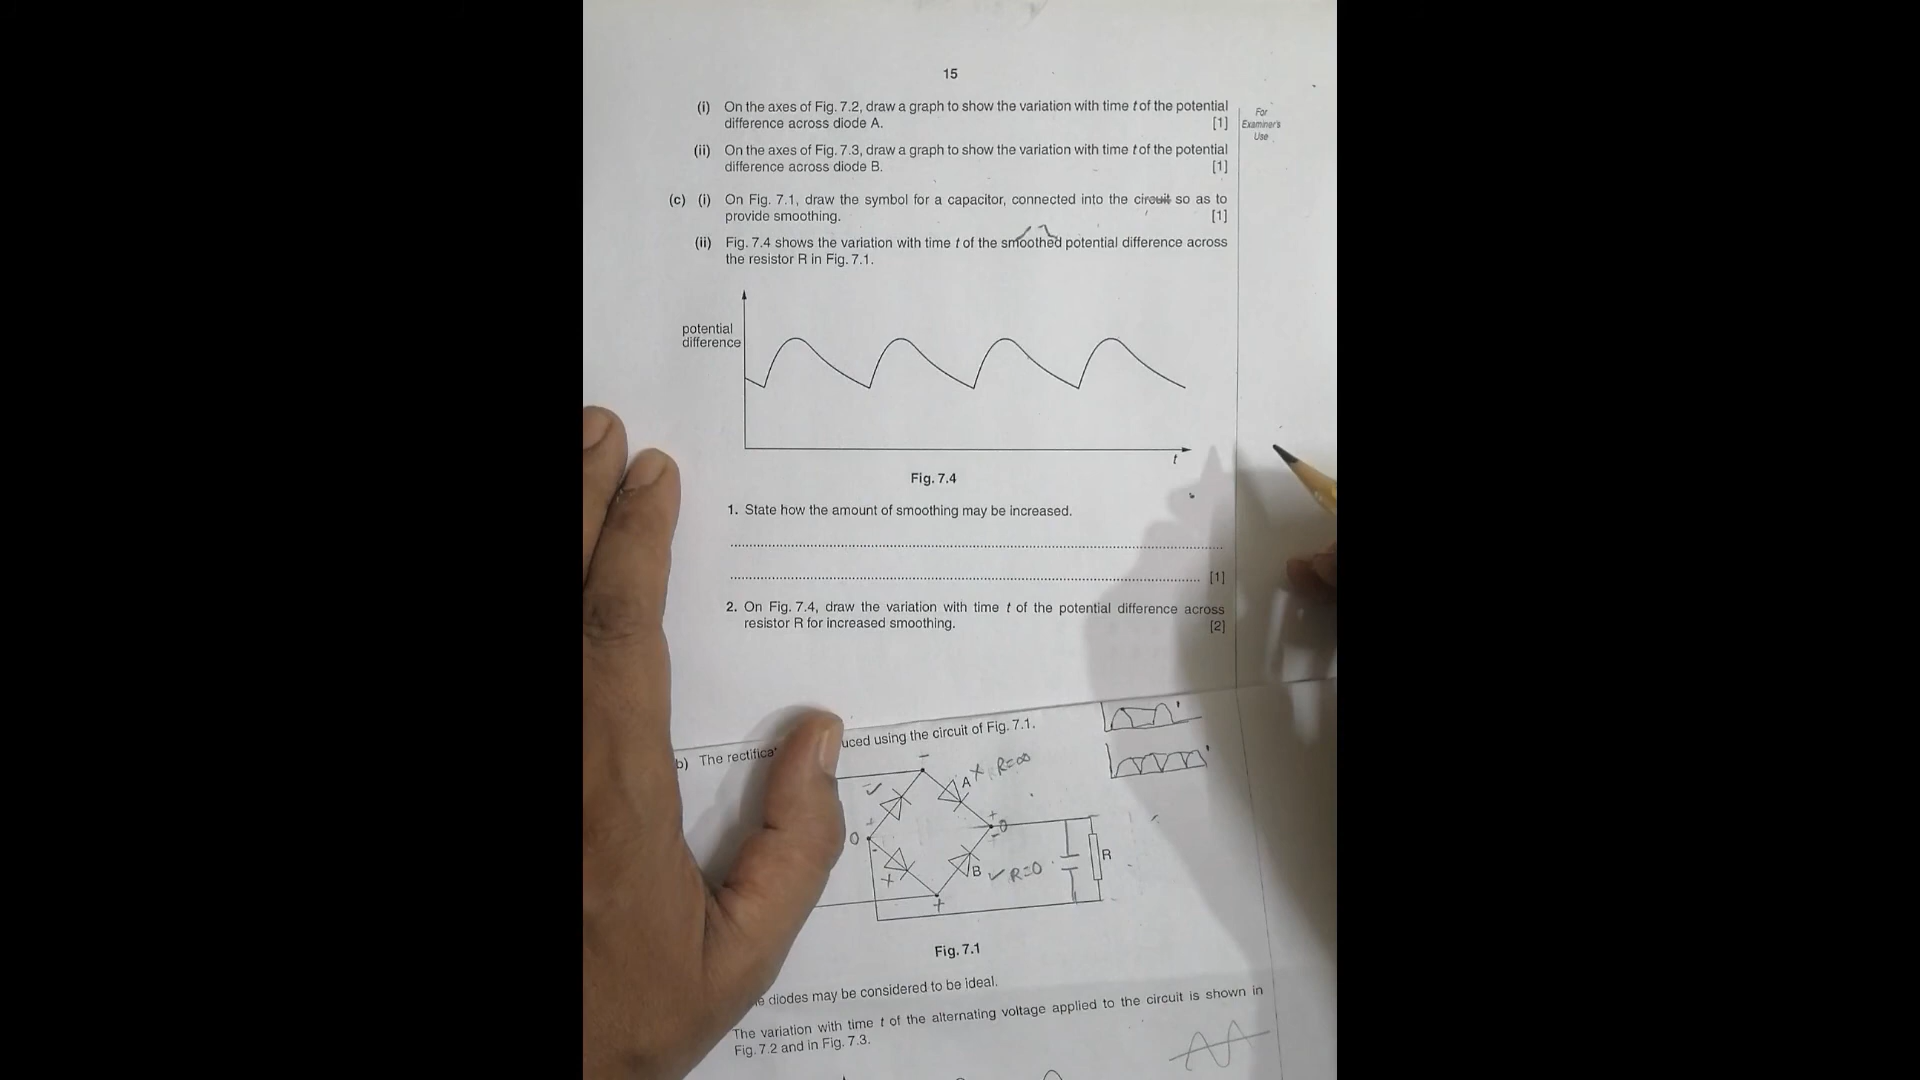 15
(i) On the axes of Fig. 7.2, draw a graph to show the variation with time t of the potential
difference across diode A. [1]
For
Examiner's
Use
(ii) On the axes of Fig. 7.3, draw a graph to show the variation with time t of the potential
difference across diode B. [1]
(c) (i) On Fig. 7.1, draw the symbol for a capacitor, connected into the circuit so as to
provide smoothing. [1]
(ii) Fig. 7.4 shows the variation with time t of the smoothed potential difference across
the resistor R in Fig. 7.1.
potential
difference
t
Fig. 7.4
1. State how the amount of smoothing may be increased.
[1]
2. On Fig. 7.4, draw the variation with time t of the potential difference across
resistor R for increased smoothing. [2]
b) The rectifica uced using the circuit of Fig. 7.1.
A × R=∞
+
0
+ 0
R
B ✓ R=0
+
Fig. 7.1
e diodes may be considered to be ideal.
The variation with time t of the alternating voltage applied to the circuit is shown in
Fig. 7.2 and in Fig. 7.3.